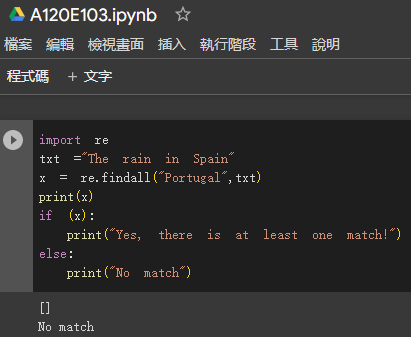 A120E103.ipynb
檔案 編輯 檢視畫面 插入 執行階段 工具 說明
程式碼 + 文字
import re
txt ="The rain in Spain"
x = re.findall("Portugal",txt)
print(x)
if (x):
    print("Yes, there is at least one match!")
else:
    print("No match")
[]
No match